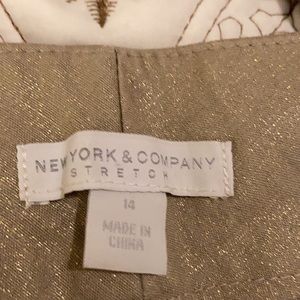 NEW YORK & COMPANY
STRETCH
14
MADE IN
CHINA